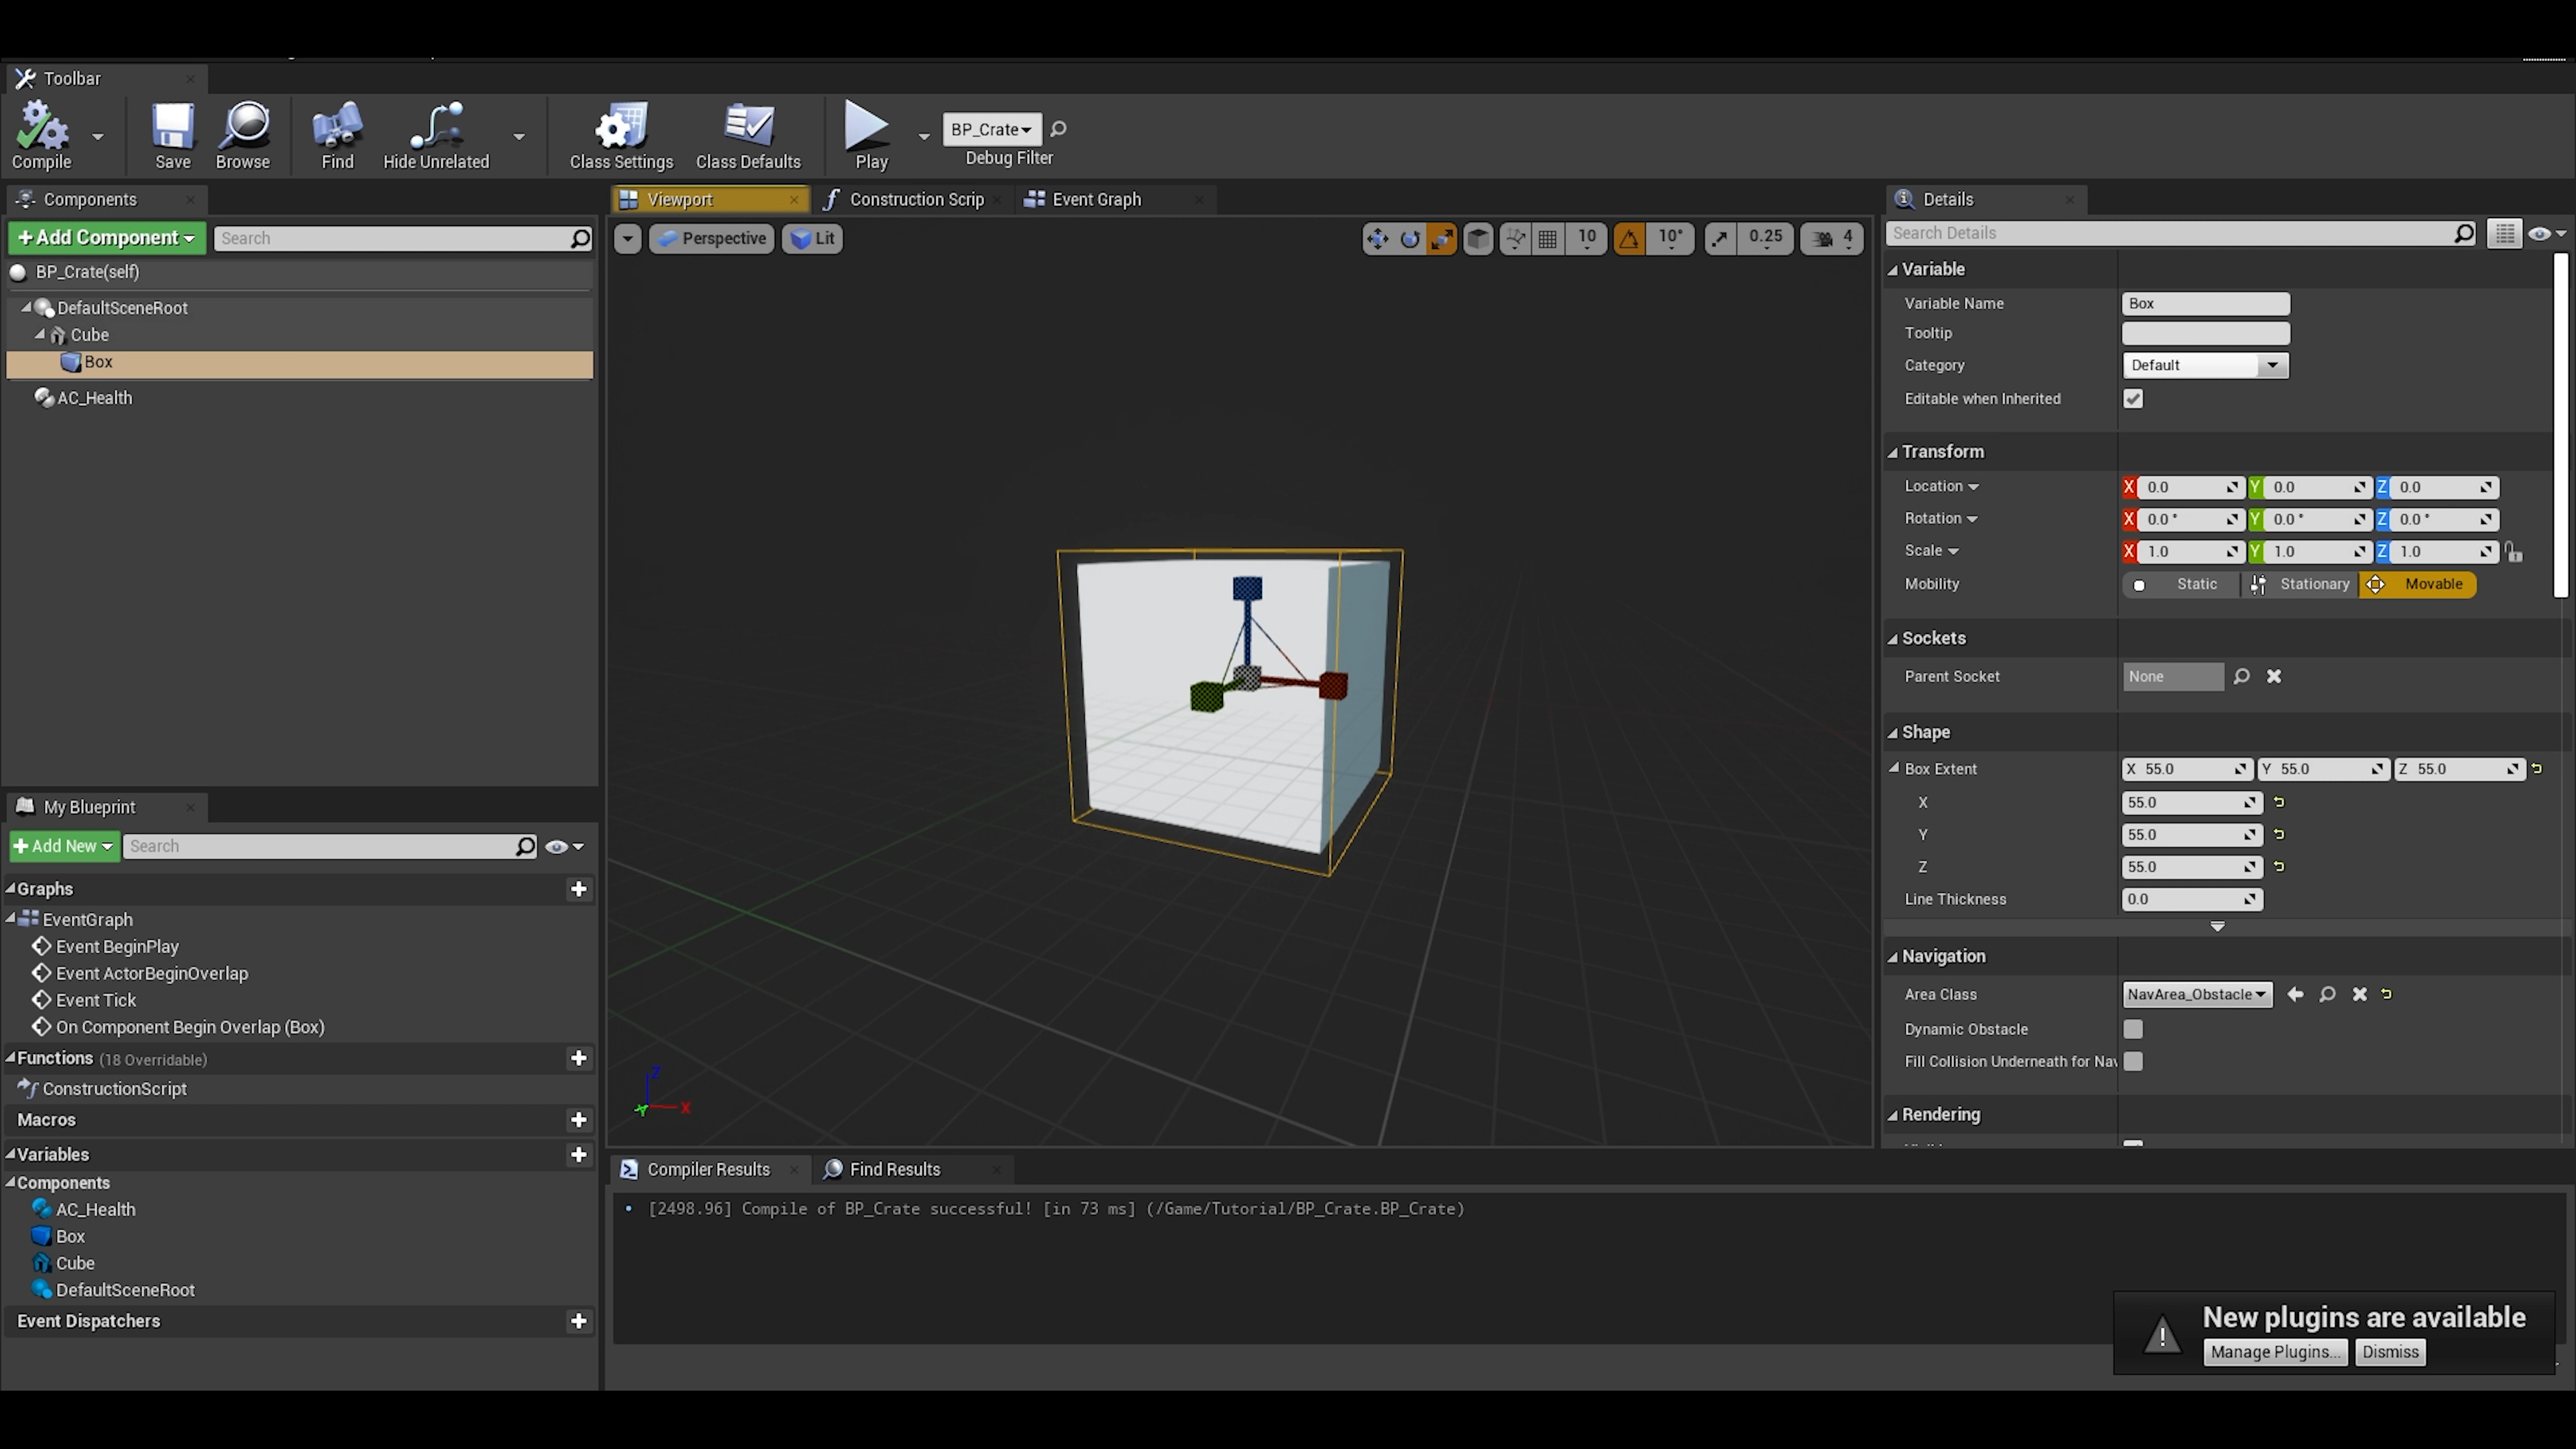 Toolbar
Compile
Save
Browse
Find
Hide Unrelated
Class Settings
Class Defaults
Play
BP_Crate
Debug Filter
Components
+Add Component
Search
BP_Crate(self)
DefaultSceneRoot
Cube
Box
AC_Health
My Blueprint
+Add New
Search
Graphs
EventGraph
Event BeginPlay
Event ActorBeginOverlap
Event Tick
On Component Begin Overlap (Box)
Functions (18 Overridable)
ConstructionScript
Macros
Variables
Components
AC_Health
Box
Cube
DefaultSceneRoot
Event Dispatchers
Viewport
Construction Scrip
Event Graph
Perspective
Lit
10
10°
0.25
4
Z
Y
X
Compiler Results
Find Results
[2498.96] Compile of BP_Crate successful! [in 73 ms] (/Game/Tutorial/BP_Crate.BP_Crate)
Details
Search Details
Variable
Variable Name Box
Tooltip
Category Default
Editable when Inherited
Transform
Location X 0.0 Y 0.0 Z 0.0
Rotation X 0.0 ° Y 0.0 ° Z 0.0 °
Scale X 1.0 Y 1.0 Z 1.0
Mobility Static Stationary Movable
Sockets
Parent Socket None
Shape
Box Extent X 55.0 Y 55.0 Z 55.0
X 55.0
Y 55.0
Z 55.0
Line Thickness 0.0
Navigation
Area Class NavArea_Obstacle
Dynamic Obstacle
Fill Collision Underneath for Nav
Rendering
New plugins are available
Manage Plugins...
Dismiss